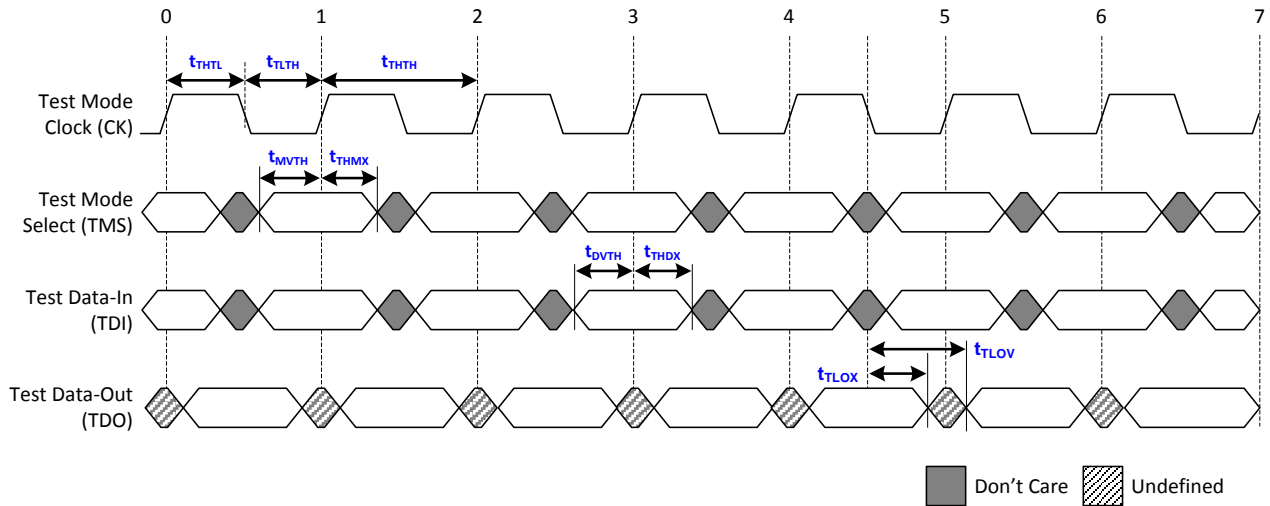 0 1 2 3 4 5 6 7
tTHTL tTLTH tTHTH
Test Mode
Clock (CK)
tMVTH tTHMX
Test Mode
Select (TMS)
tDVTH tTHDX
Test Data-In
(TDI)
tTLOV
tTLOX
Test Data-Out
(TDO)
Don't Care Undefined